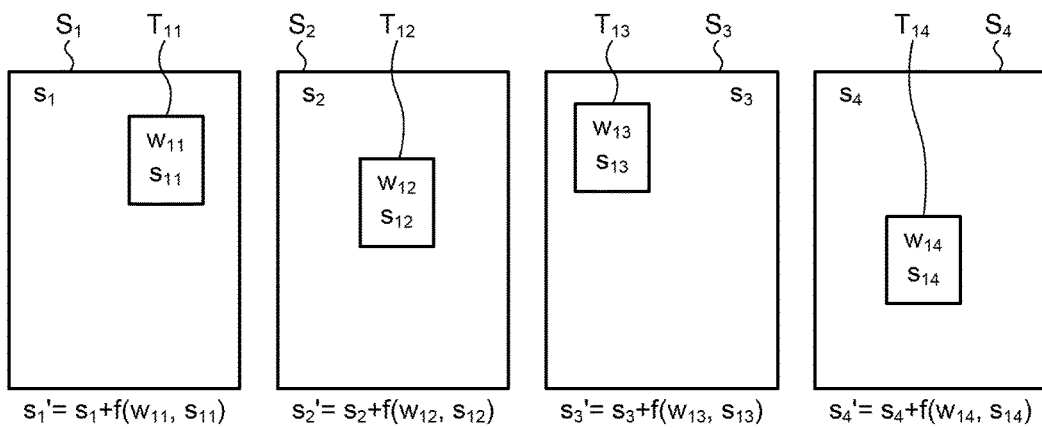 S₁ T₁₁ S₂ T₁₂ T₁₃ S₃ T₁₄ S₄
s₁ s₂ s₃ s₄
w₁₁
s₁₁
w₁₂
s₁₂
w₁₃
s₁₃
w₁₄
s₁₄
s₁'= s₁+f(w₁₁, s₁₁)
s₂'= s₂+f(w₁₂, s₁₂)
s₃'= s₃+f(w₁₃, s₁₃)
s₄'= s₄+f(w₁₄, s₁₄)